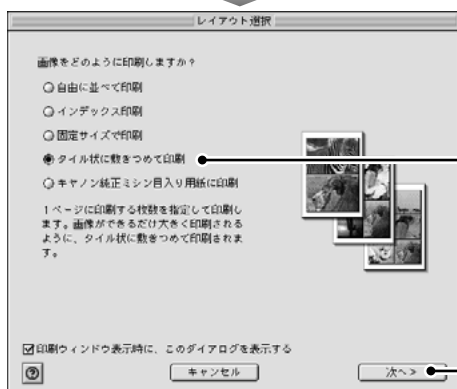 レイアウト選択
画像をどのように印刷しますか？
自由に並べて印刷
インデックス印刷
固定サイズで印刷
タイル状に敷きつめて印刷
キヤノン純正ミシン目入り用紙に印刷
1ページに印刷する枚数を指定して印刷し
ます。画像ができるだけ大きく印刷される
ように、タイル状に敷きつめて印刷されま
す。
印刷ウィンドウ表示時に、このダイアログを表示する
?
キャンセル
次へ>